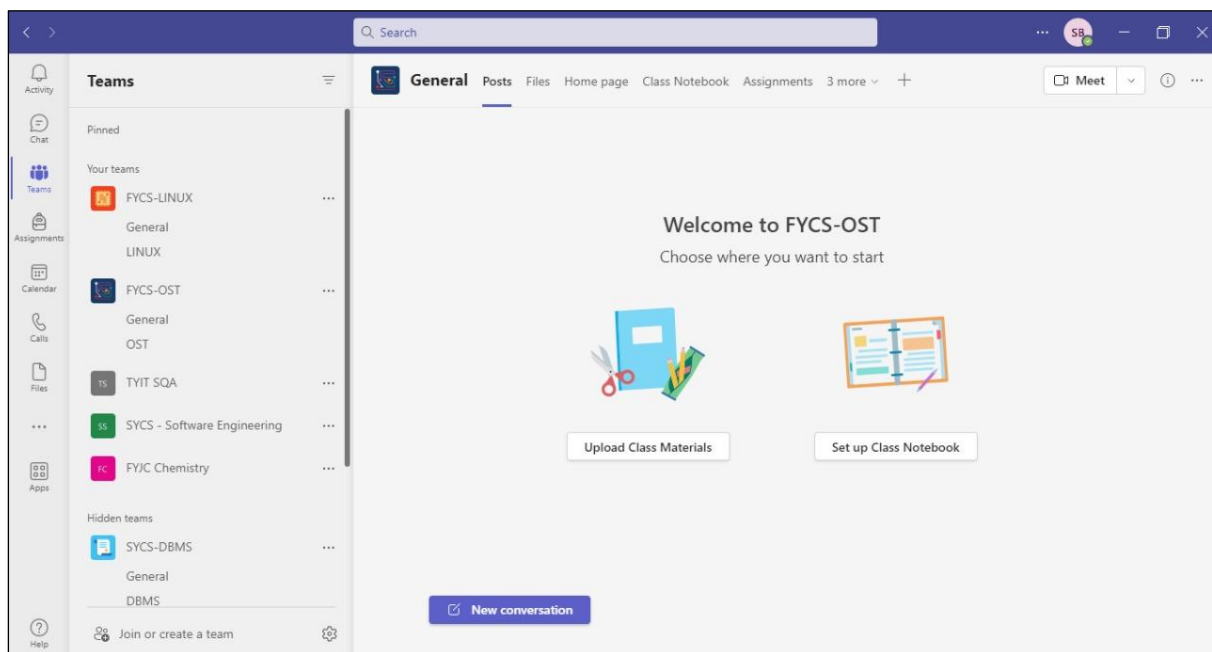 Search
SB
Activity
Chat
Teams
Assignments
Calendar
Calls
Files
Apps
Help
Teams
Pinned
Your teams
FYCS-LINUX
General
LINUX
FYCS-OST
General
OST
TS TYIT SQA
SS SYCS - Software Engineering
FC FYJC Chemistry
Hidden teams
SYCS-DBMS
General
DBMS
Join or create a team
General Posts Files Home page Class Notebook Assignments 3 more
Meet
Welcome to FYCS-OST
Choose where you want to start
Upload Class Materials Set up Class Notebook
New conversation